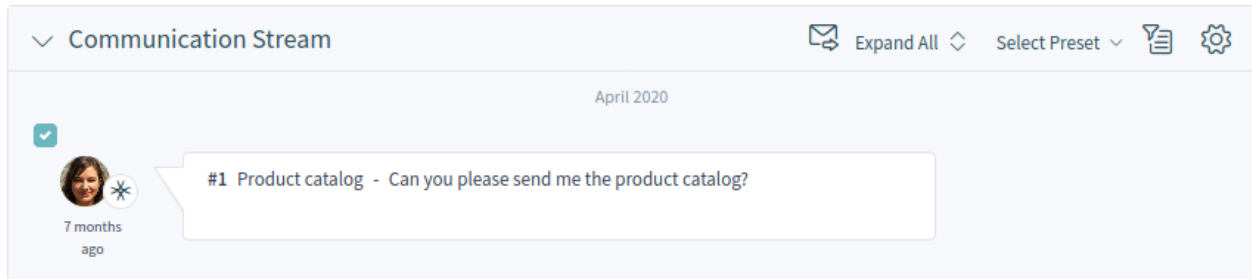 Communication Stream
Expand All
Select Preset
April 2020
#1 Product catalog - Can you please send me the product catalog?
7 months
ago